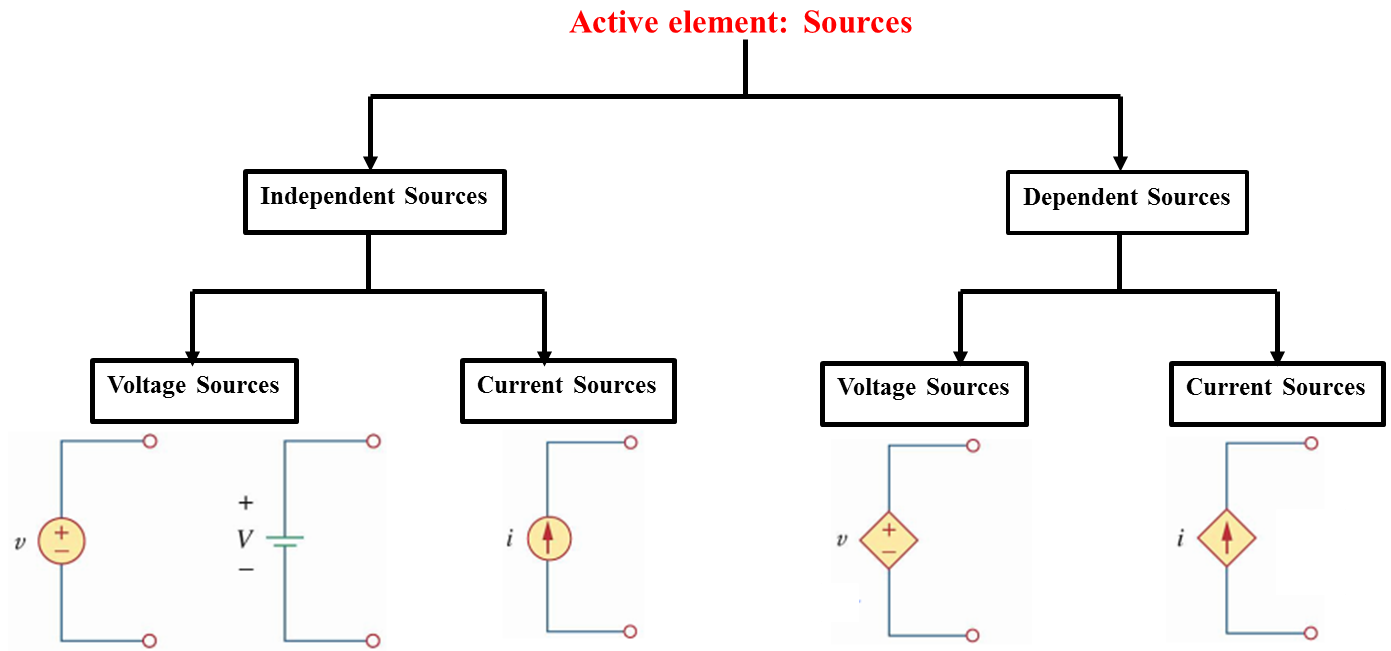 Active element: Sources
Independent Sources
Dependent Sources
Voltage Sources
Current Sources
Voltage Sources
Current Sources
v
+
−
+
V
−
i
v
+
−
i